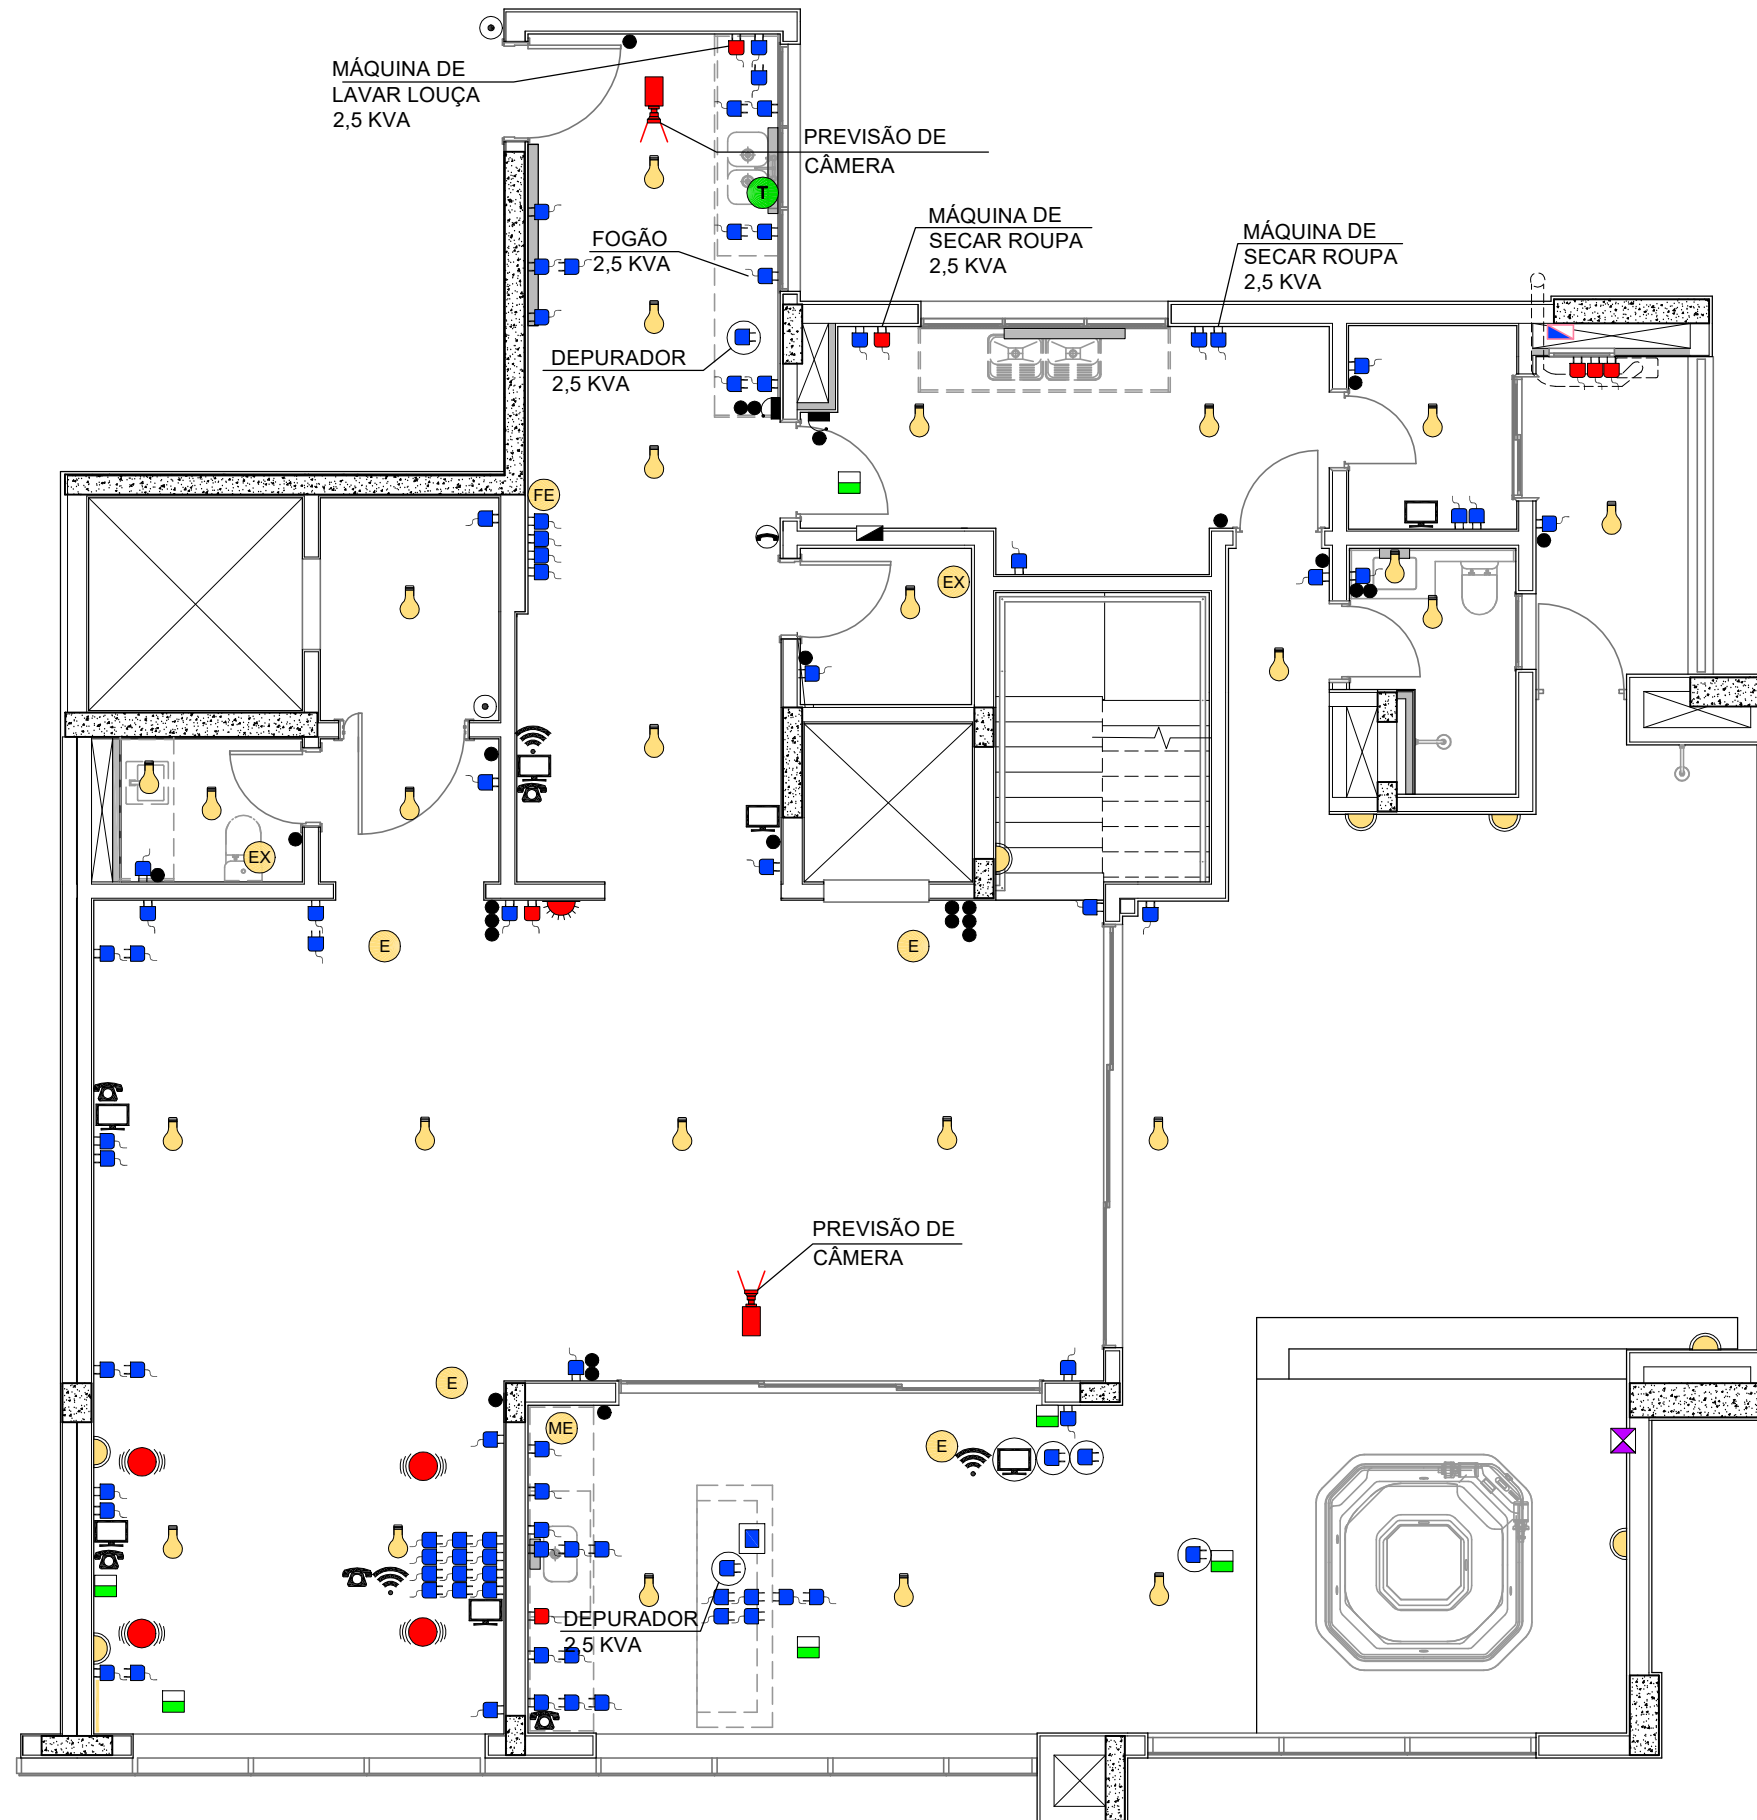 MÁQUINA DE
LAVAR LOUÇA
2,5 KVA
PREVISÃO DE
CÂMERA
T
MÁQUINA DE
SECAR ROUPA
2,5 KVA
MÁQUINA DE
SECAR ROUPA
2,5 KVA
FOGÃO
2,5 KVA
DEPURADOR
2,5 KVA
FE
EX
EX
E
E
PREVISÃO DE
CÂMERA
E
ME
E
DEPURADOR
2,5 KVA